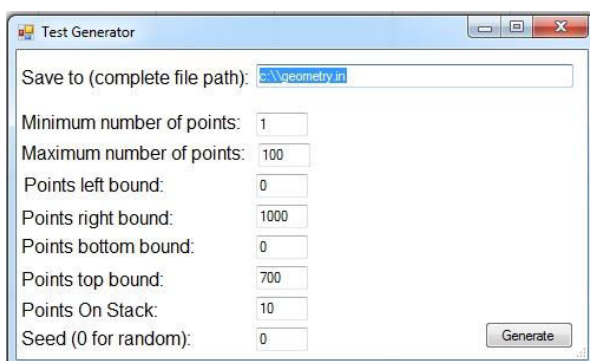 Test Generator
Save to (complete file path): c:\\geometry.in
Minimum number of points: 1
Maximum number of points: 100
Points left bound: 0
Points right bound: 1000
Points bottom bound: 0
Points top bound: 700
Points On Stack: 10
Seed (0 for random): 0
Generate